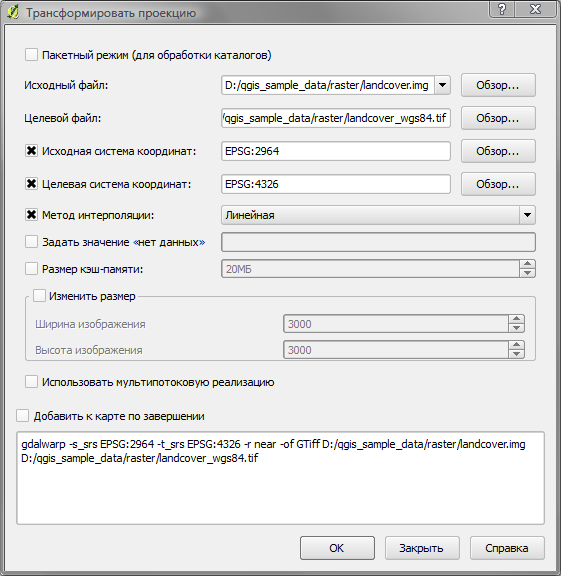 Трансформировать проекцию
Пакетный режим (для обработки каталогов)
Исходный файл: D:/qgis_sample_data/raster/landcover.img Обзор...
Целевой файл: /qgis_sample_data/raster/landcover_wgs84.tif Обзор...
Исходная система координат: EPSG:2964 Обзор...
Целевая система координат: EPSG:4326 Обзор...
Метод интерполяции: Линейная
Задать значение «нет данных»
Размер кэш-памяти: 20МБ
Изменить размер
Ширина изображения 3000
Высота изображения 3000
Использовать мультипотоковую реализацию
Добавить к карте по завершении
gdalwarp -s_srs EPSG:2964 -t_srs EPSG:4326 -r near -of GTiff D:/qgis_sample_data/raster/landcover.img
D:/qgis_sample_data/raster/landcover_wgs84.tif
OK Закрыть Справка